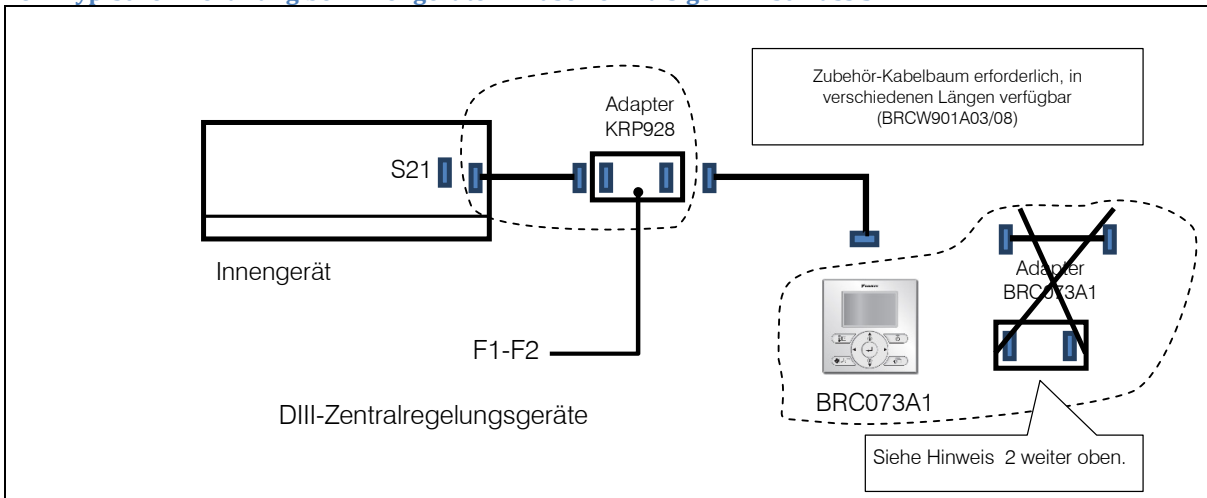 Zubehör-Kabelbaum erforderlich, in
verschiedenen Längen verfügbar
(BRCW901A03/08)
Adapter
KRP928
S21
Innengerät
F1-F2
DIII-Zentralregelungsgeräte
DAIKIN
BRC073A1
Adapter
BRC073A1
Siehe Hinweis 2 weiter oben.